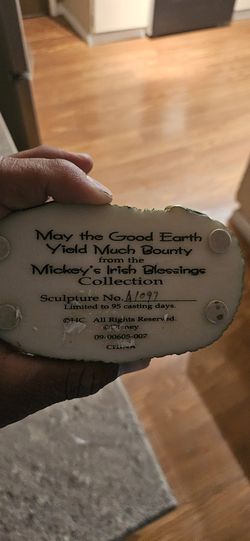 May the Good Earth
Yield Much Bounty
from the
Mickey's Irish Blessings
Collection
Sculpture No. A1097
Limited to 95 casting days.
©HC All Rights Reserved.
©Disney
09-00605-007
CHINA